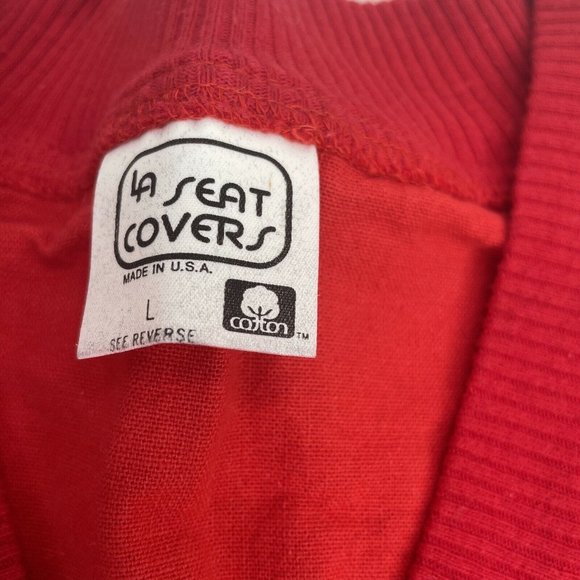 LA SEAT
COVERS
MADE IN U.S.A.
L
cotton
TM
SEE REVERSE